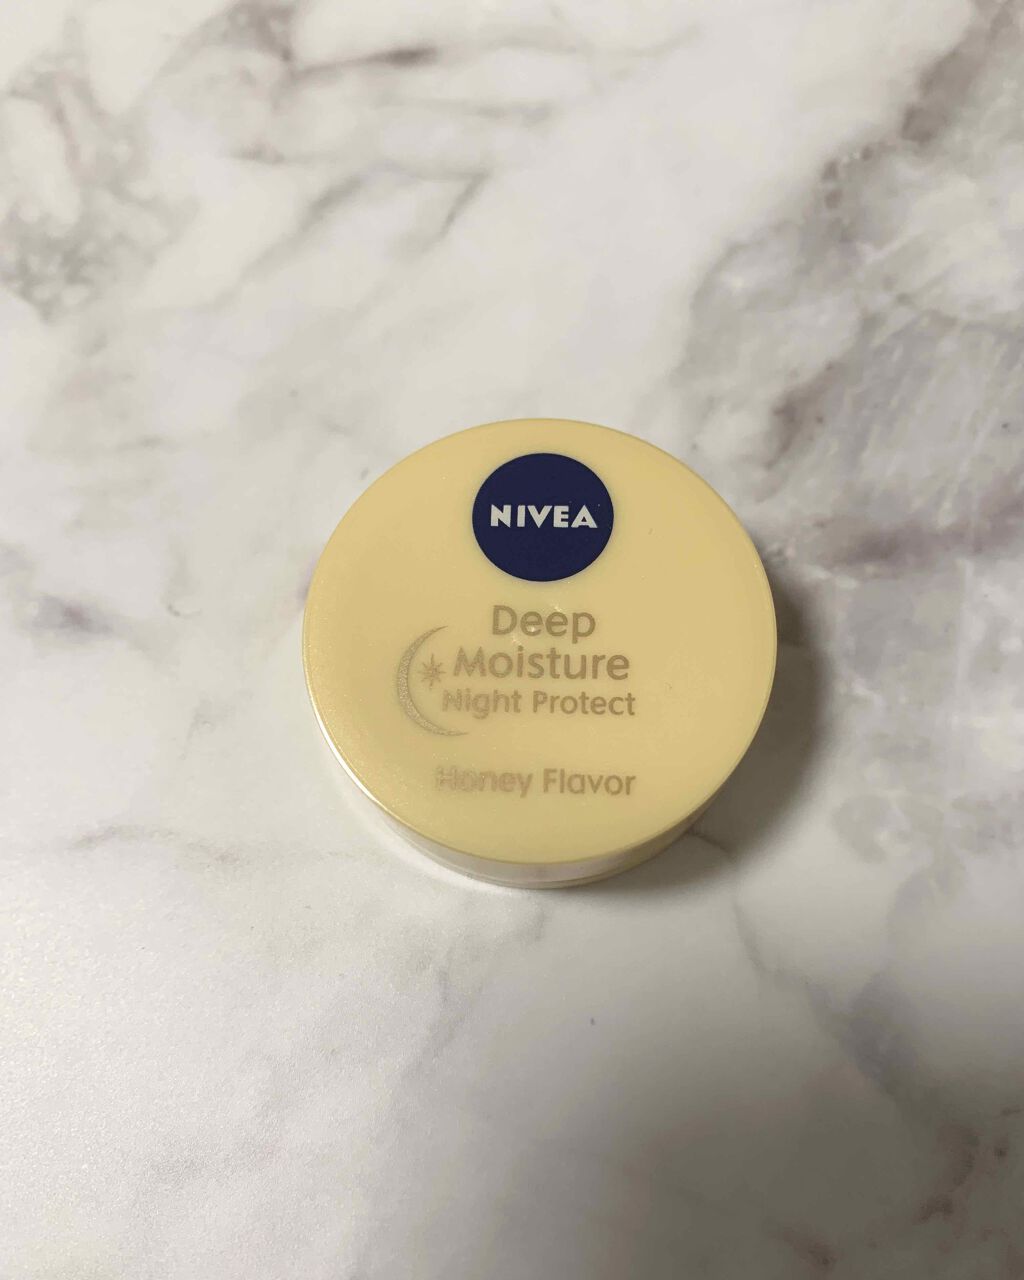 NIVEA
Deep
Moisture
Night Protect
Honey Flavor